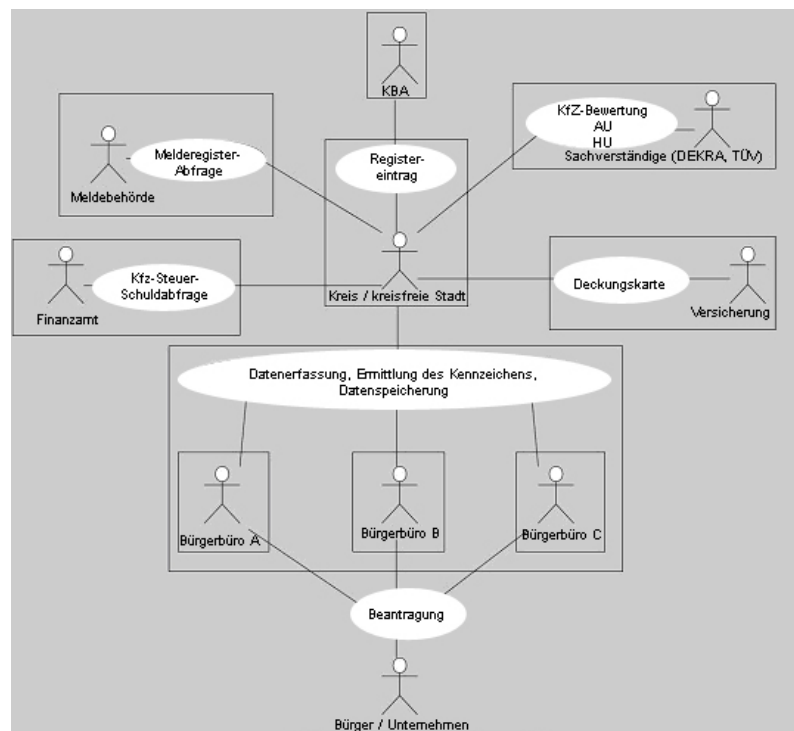 KBA
KfZ-Bewertung
AU
HU
Sachverständige (DEKRA, TÜV)
Melderegister-
Abfrage
Meldebehörde
Register-
eintrag
Kfz-Steuer-
Schuldabfrage
Finanzamt
Kreis / kreisfreie Stadt
Deckungskarte
Versicherung
Datenerfassung, Ermittlung des Kennzeichens,
Datenspeicherung
Bürgerbüro A
Bürgerbüro B
Bürgerbüro C
Beantragung
Bürger / Unternehmen